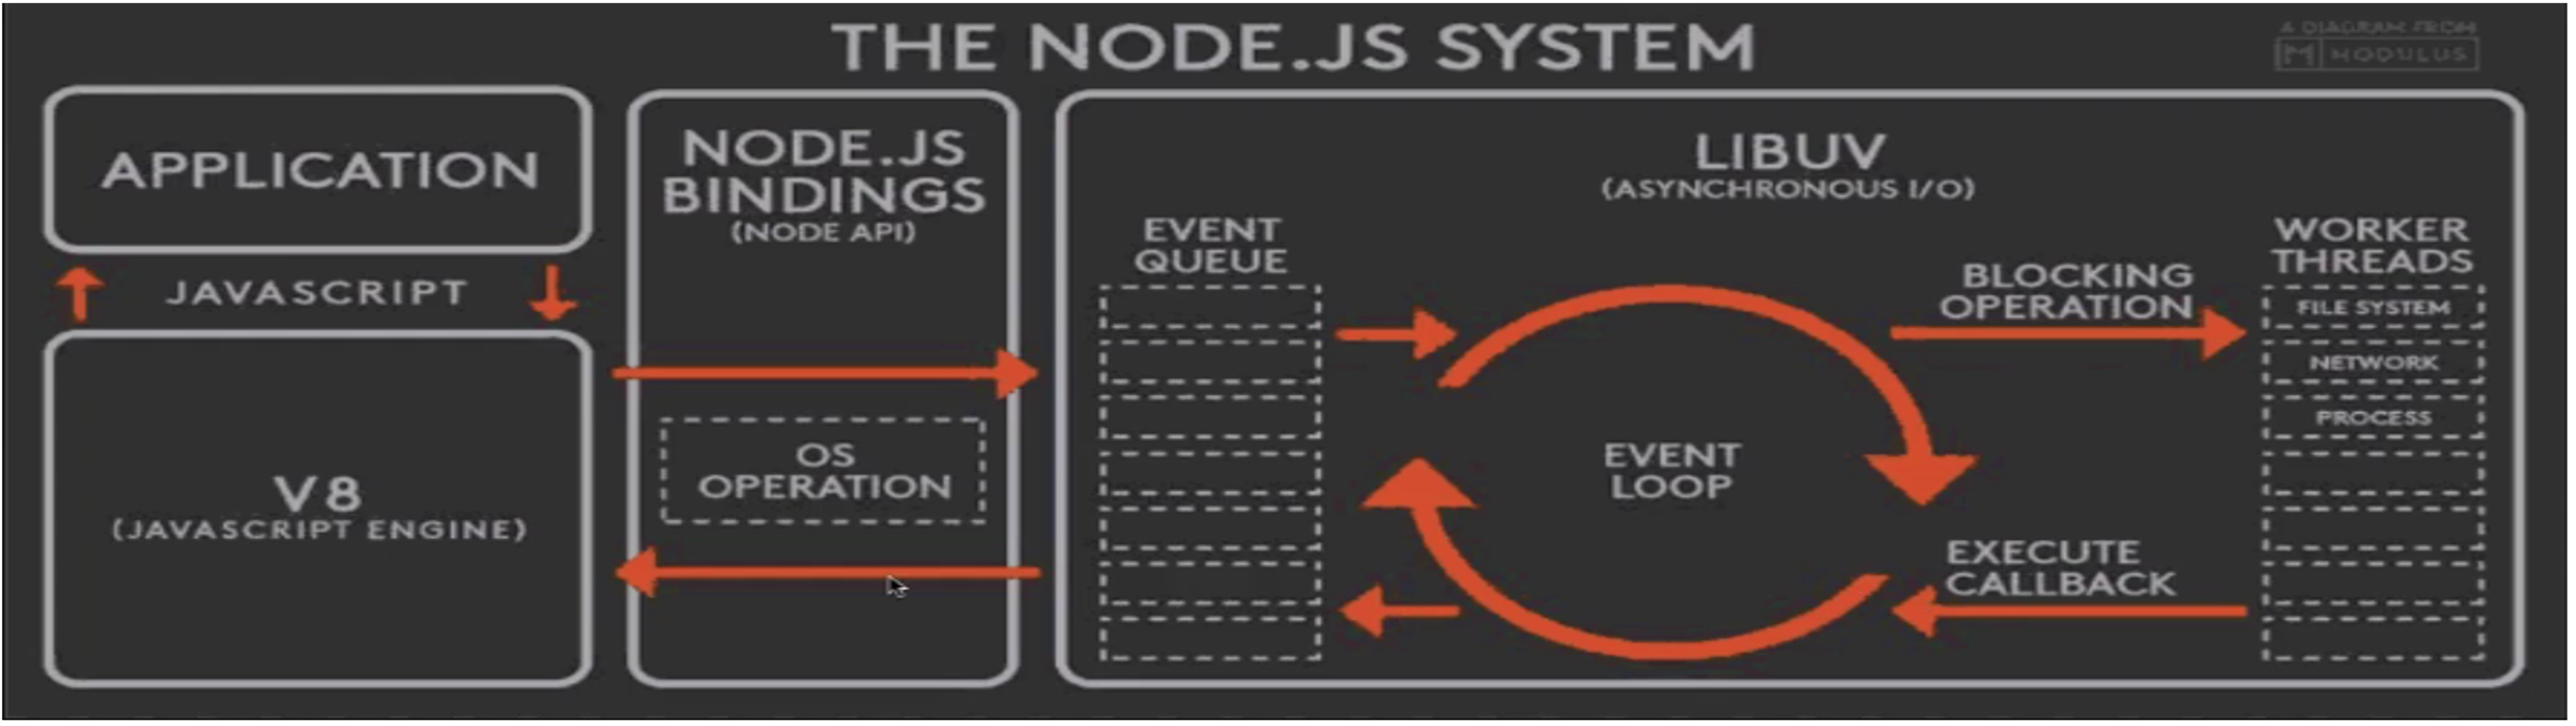 THE NODE.JS SYSTEM
A DIAGRAM FROM
M MODULUS
APPLICATION
JAVASCRIPT
V8
(JAVASCRIPT ENGINE)
NODE.JS
BINDINGS
(NODE API)
OS
OPERATION
LIBUV
(ASYNCHRONOUS I/O)
EVENT
QUEUE
EVENT
LOOP
BLOCKING
OPERATION
EXECUTE
CALLBACK
WORKER
THREADS
FILE SYSTEM
NETWORK
PROCESS